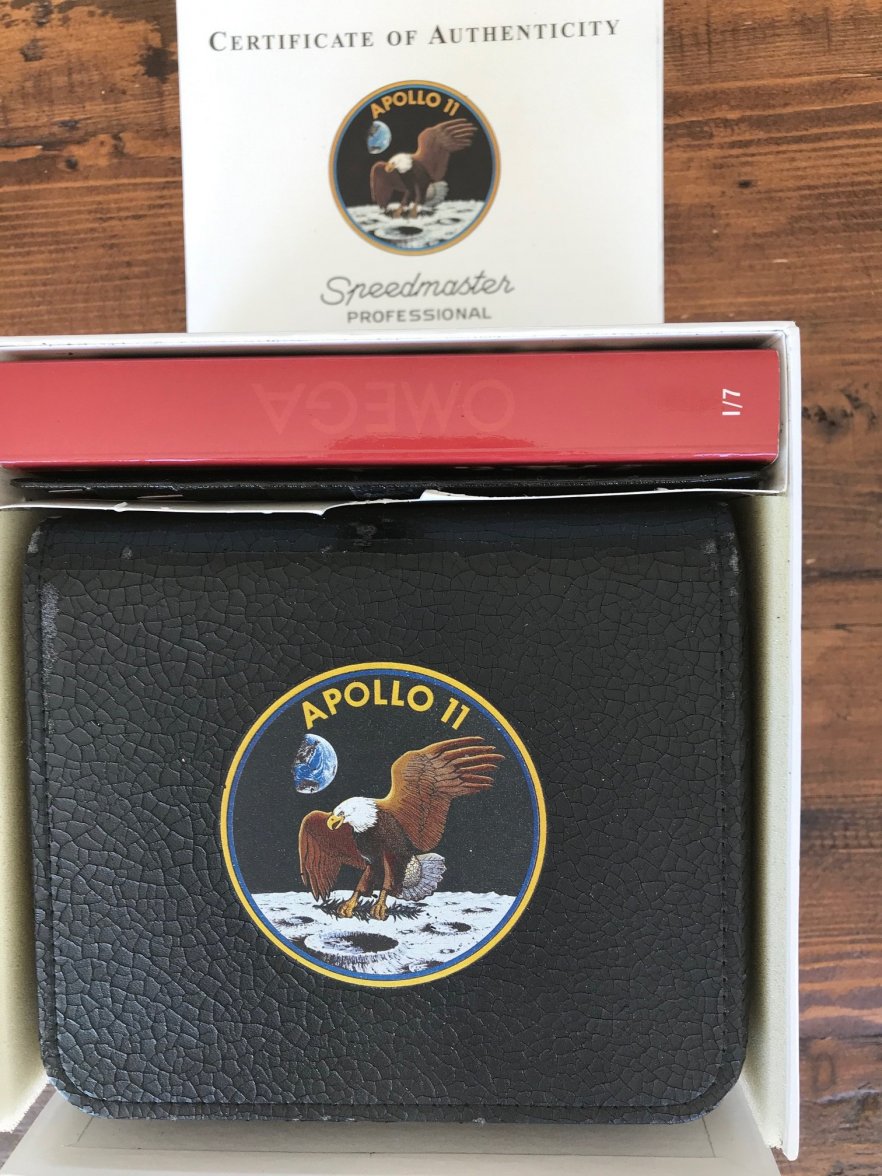 CERTIFICATE OF AUTHENTICITY
APOLLO 11
Speedmaster
PROFESSIONAL
OMEGA
1/7
APOLLO 11